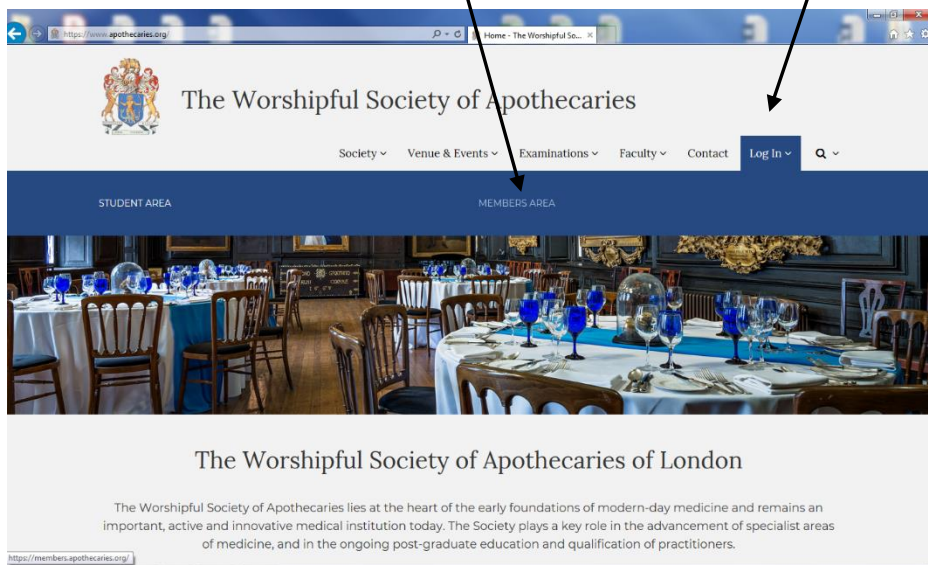 https://www.apothecaries.org/
Home - The Worshipful So...
The Worshipful Society of Apothecaries
Society Venue & Events Examinations Faculty Contact Log In
STUDENT AREA MEMBERS AREA
The Worshipful Society of Apothecaries of London
The Worshipful Society of Apothecaries lies at the heart of the early foundations of modern-day medicine and remains an
important, active and innovative medical institution today. The Society plays a key role in the advancement of specialist areas
of medicine, and in the ongoing post-graduate education and qualification of practitioners.
https://members.apothecaries.org/